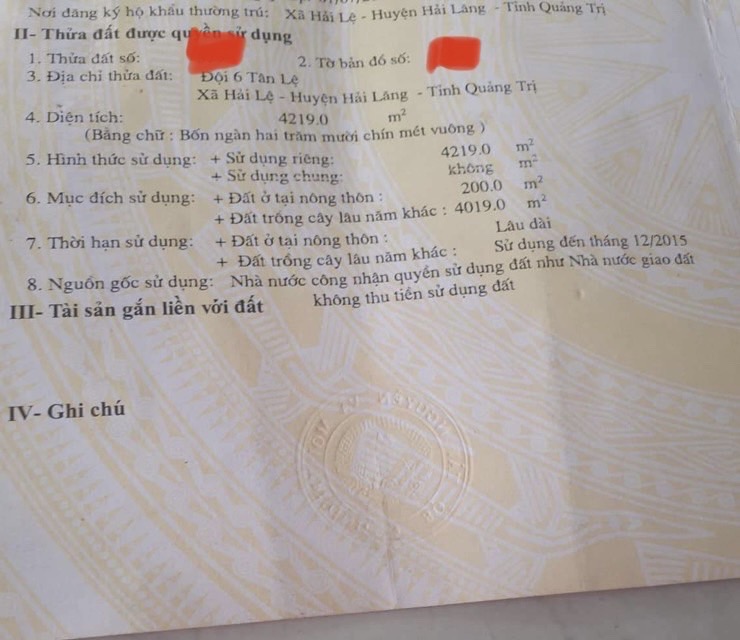 Nơi đăng ký hộ khẩu thường trú: Xã Hải Lệ - Huyện Hải Lăng - Tỉnh Quảng Trị
II- Thửa đất được quyền sử dụng
1. Thửa đất số: 2. Tờ bản đồ số:
3. Địa chỉ thửa đất: Đội 6 Tân Lệ
Xã Hải Lệ - Huyện Hải Lăng - Tỉnh Quảng Trị
4. Diện tích: 4219.0 m²
(Bằng chữ : Bốn ngàn hai trăm mười chín mét vuông )
5. Hình thức sử dụng: + Sử dụng riêng: 4219.0 m²
+ Sử dụng chung: không m²
6. Mục đích sử dụng: + Đất ở tại nông thôn : 200.0 m²
+ Đất trồng cây lâu năm khác : 4019.0 m²
7. Thời hạn sử dụng: + Đất ở tại nông thôn : Lâu dài
+ Đất trồng cây lâu năm khác : Sử dụng đến tháng 12/2015
8. Nguồn gốc sử dụng: Nhà nước công nhận quyền sử dụng đất như Nhà nước giao đất
không thu tiền sử dụng đất
III- Tài sản gắn liền với đất
IV- Ghi chú